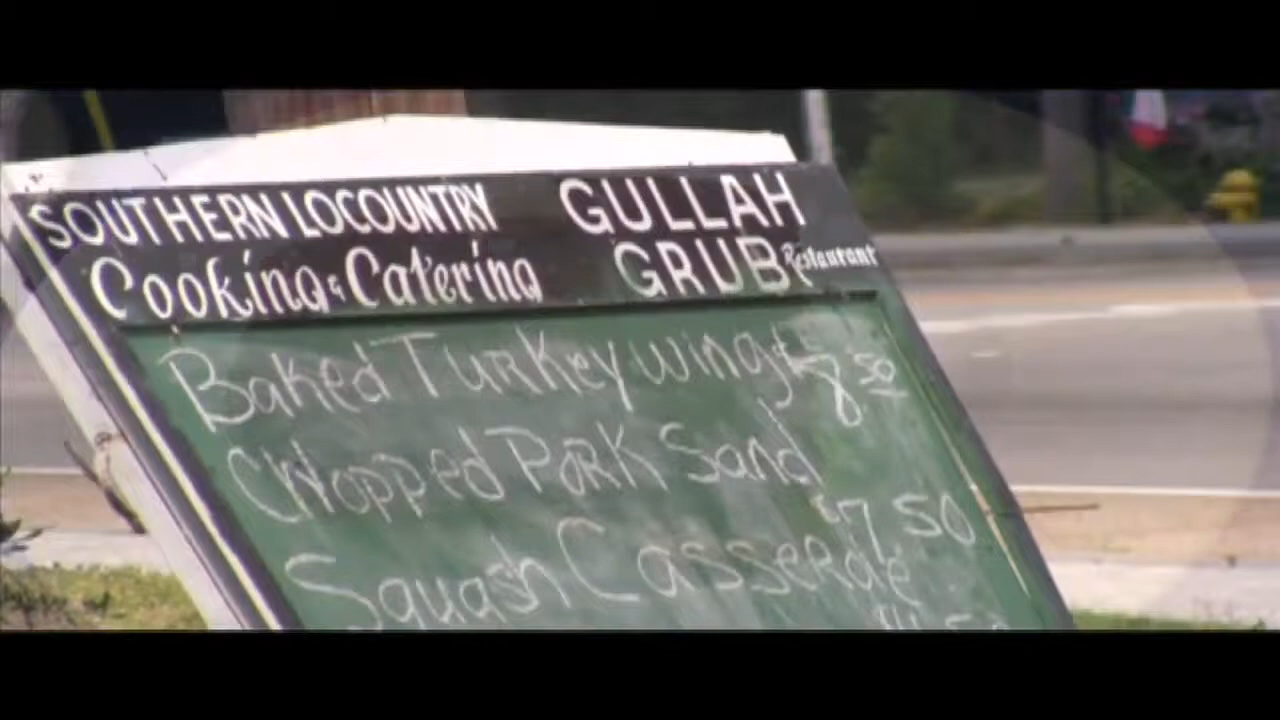 SOUTHERN LOCOUNTRY GULLAH
Cooking & Catering GRUB Restaurant
Baked Turkey wings $8.50
Chopped Pork Sand
$7.50
Squash Casserole